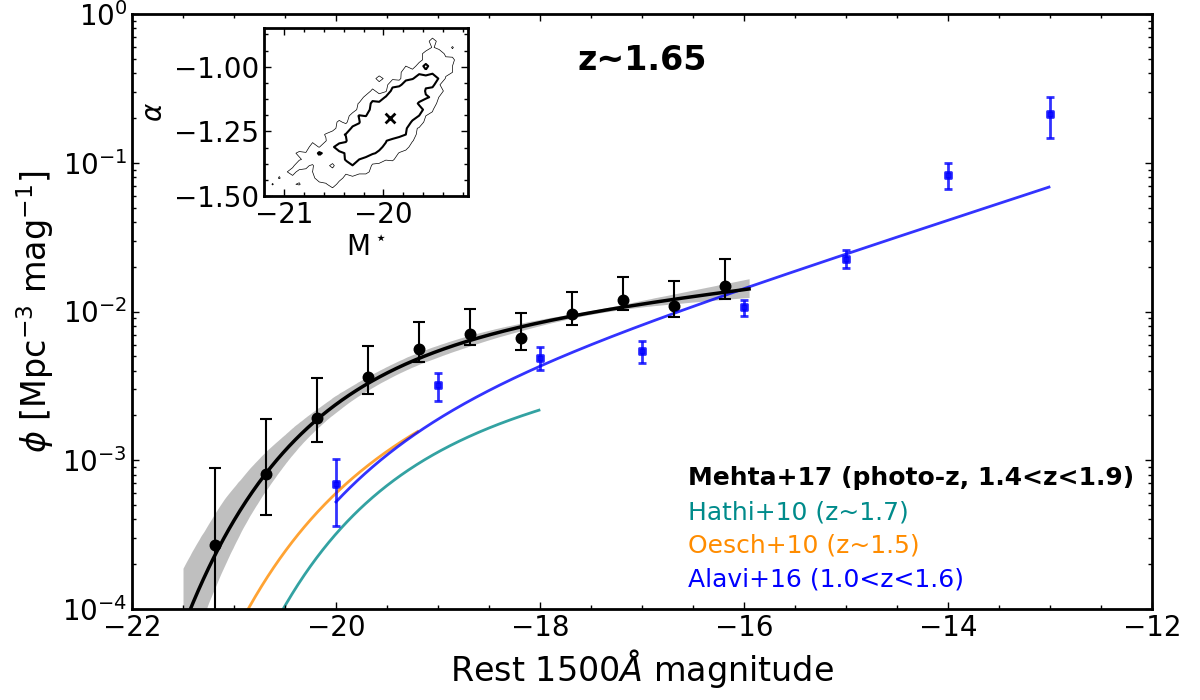 z~1.65
10⁰
10⁻¹
10⁻²
10⁻³
10⁻⁴
ϕ [Mpc⁻³ mag⁻¹]
−1.00
−1.25
−1.50
α
−21 −20
M⋆
Mehta+17 (photo-z, 1.4<z<1.9)
Hathi+10 (z~1.7)
Oesch+10 (z~1.5)
Alavi+16 (1.0<z<1.6)
−22 −20 −18 −16 −14 −12
Rest 1500Å magnitude